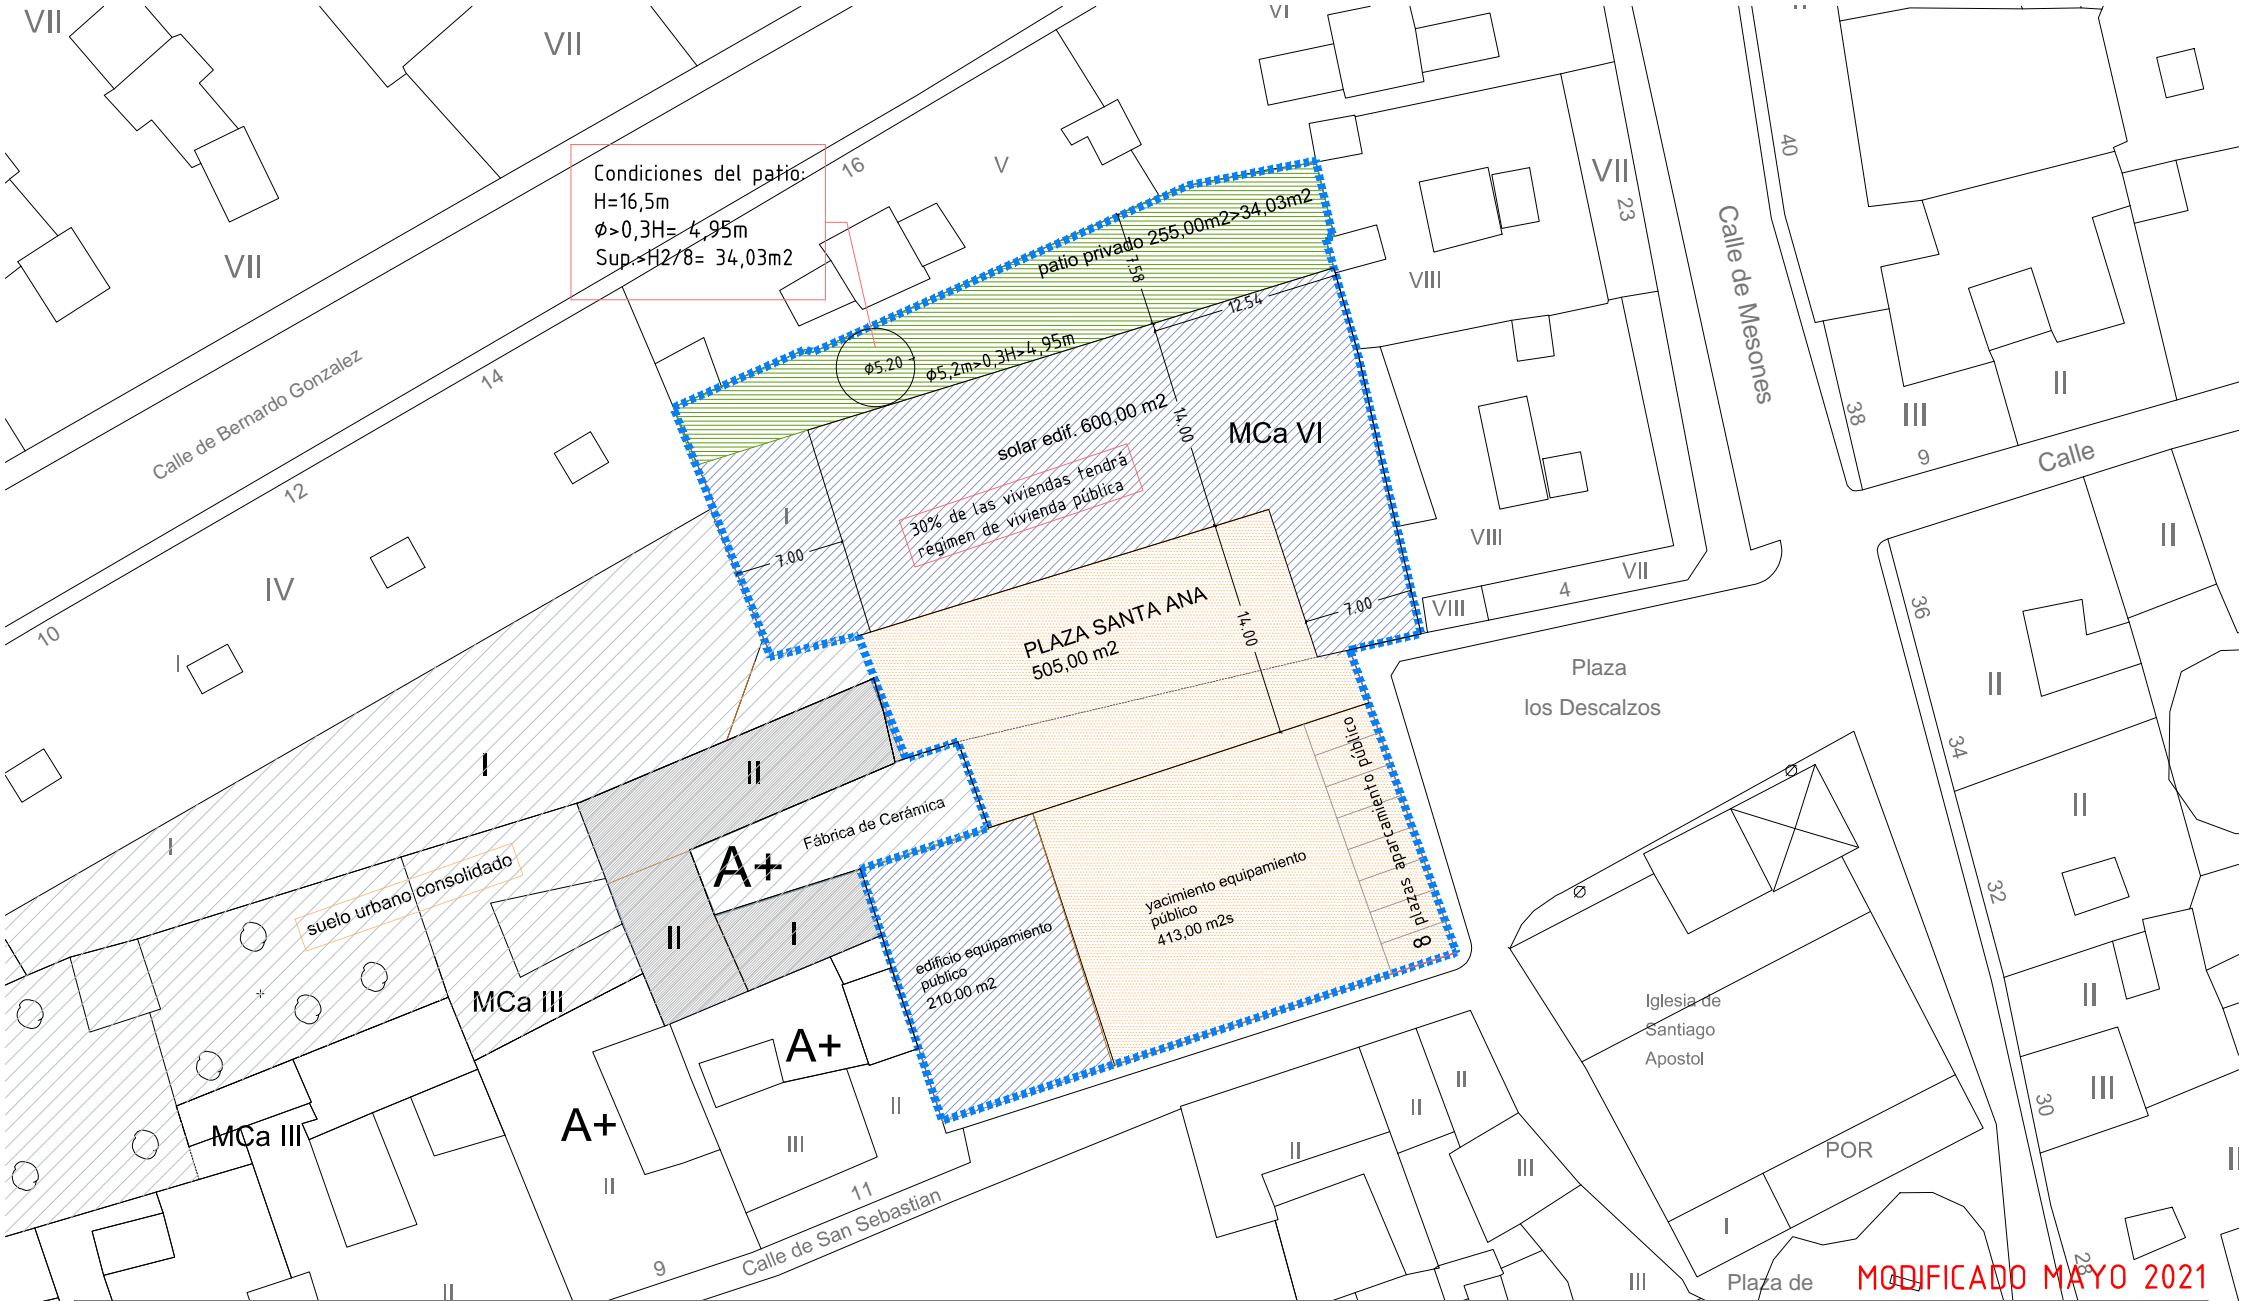 VII
VII
VI
Condiciones del patio:
H=16,5m
Ø>0,3H= 4,95m
Sup.>H2/8= 34,03m2
16
V
VII
40
23
Calle de Mesones
VII
patio privado 255,00m2>34,03m2
7.58
VIII
12.54
Ø5.20
Ø5,2m>0,3H>4,95m
Calle de Bernardo Gonzalez
14
12
10
solar edif. 600,00 m2
14.00
MCa VI
30% de las viviendas tendrá
régimen de vivienda pública
III
38
II
9
Calle
I
7.00
VIII
II
IV
VII
4
VIII
7.00
36
PLAZA SANTA ANA
505,00 m2
14.00
I
Plaza
los Descalzos
II
34
I
II
Fábrica de Cerámica
A+
8 plazas aparcamiento público
II
I
suelo urbano consolidado
yacimiento equipamiento
público
413,00 m2s
32
II
I
edificio equipamiento
publico
210.00 m2
MCa III
A+
Iglesia de
Santiago
Apostol
II
III
30
A+
MCa III
II
III
II
II
II
II
III
POR
11
Calle de San Sebastian
9
II
I
III
Plaza de
28
MODIFICADO MAYO 2021